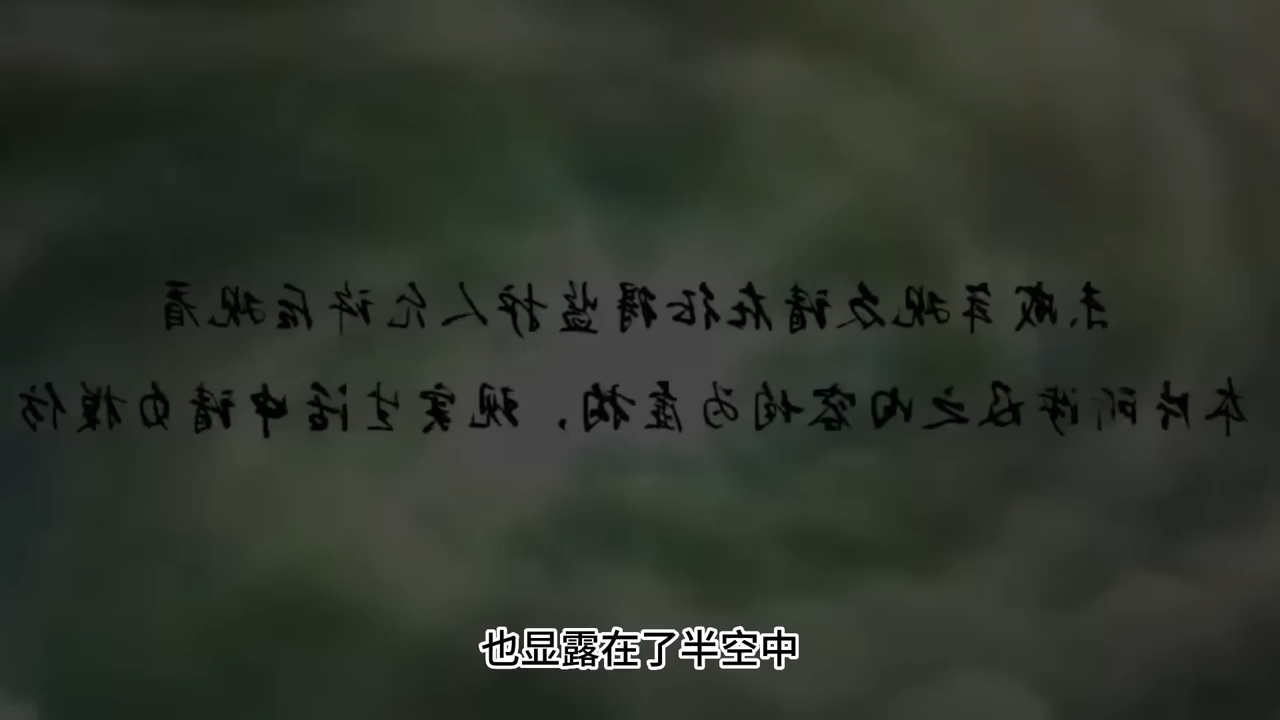 未成年观众请在征得监护人允许后观看
本片所涉及之内容均为虚构，现实生活中请勿模仿
也显露在了半空中